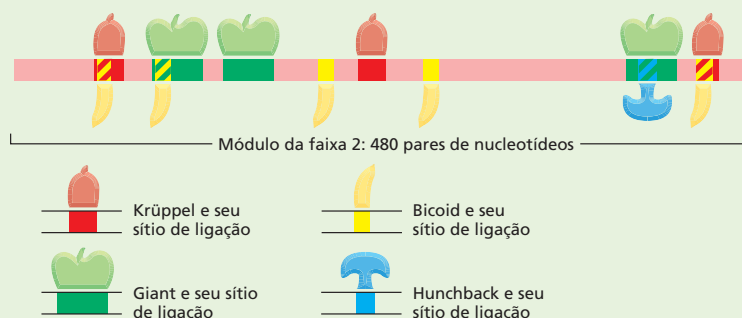 Módulo da faixa 2: 480 pares de nucleotídeos
Krüppel e seu
sítio de ligação
Bicoid e seu
sítio de ligação
Giant e seu sítio
de ligação
Hunchback e seu
sítio de ligação